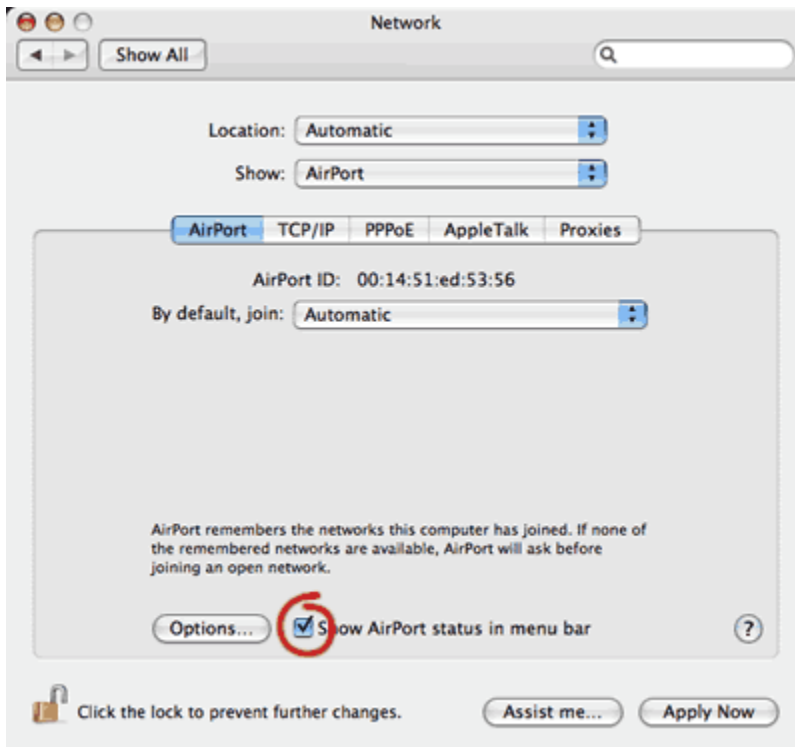 Network
Show All
Location: Automatic
Show: AirPort
AirPort TCP/IP PPPoE AppleTalk Proxies
AirPort ID: 00:14:51:ed:53:56
By default, join: Automatic
AirPort remembers the networks this computer has joined. If none of
the remembered networks are available, AirPort will ask before
joining an open network.
Options... Show AirPort status in menu bar ?
Click the lock to prevent further changes. Assist me... Apply Now